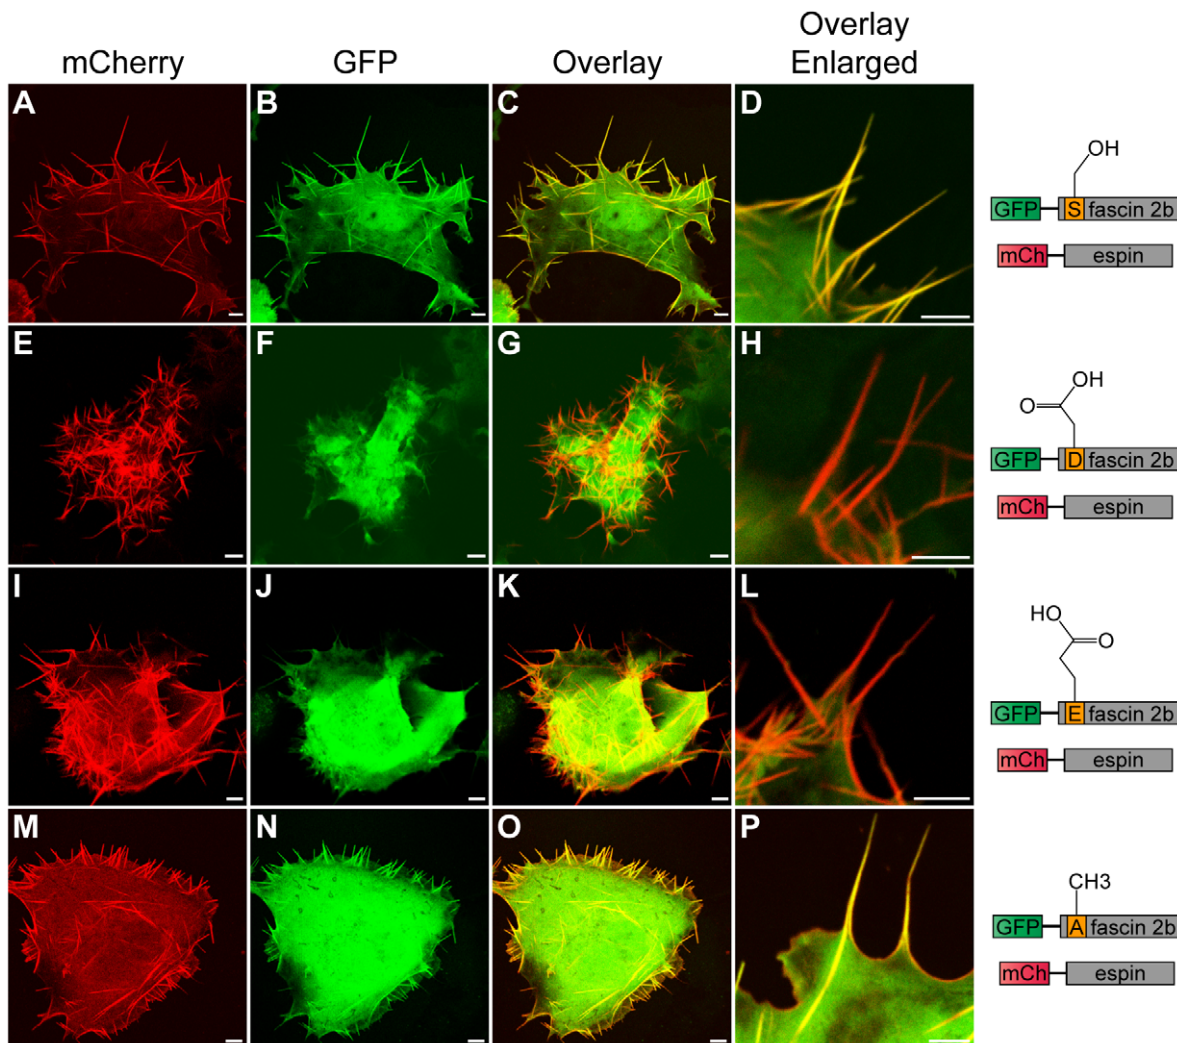 mCherry GFP Overlay Overlay
Enlarged
A B C D
OH
GFP S fascin 2b
mCh espin
E F G H
OH
O
GFP D fascin 2b
mCh espin
I J K L
HO
O
GFP E fascin 2b
mCh espin
M N O P
CH3
GFP A fascin 2b
mCh espin